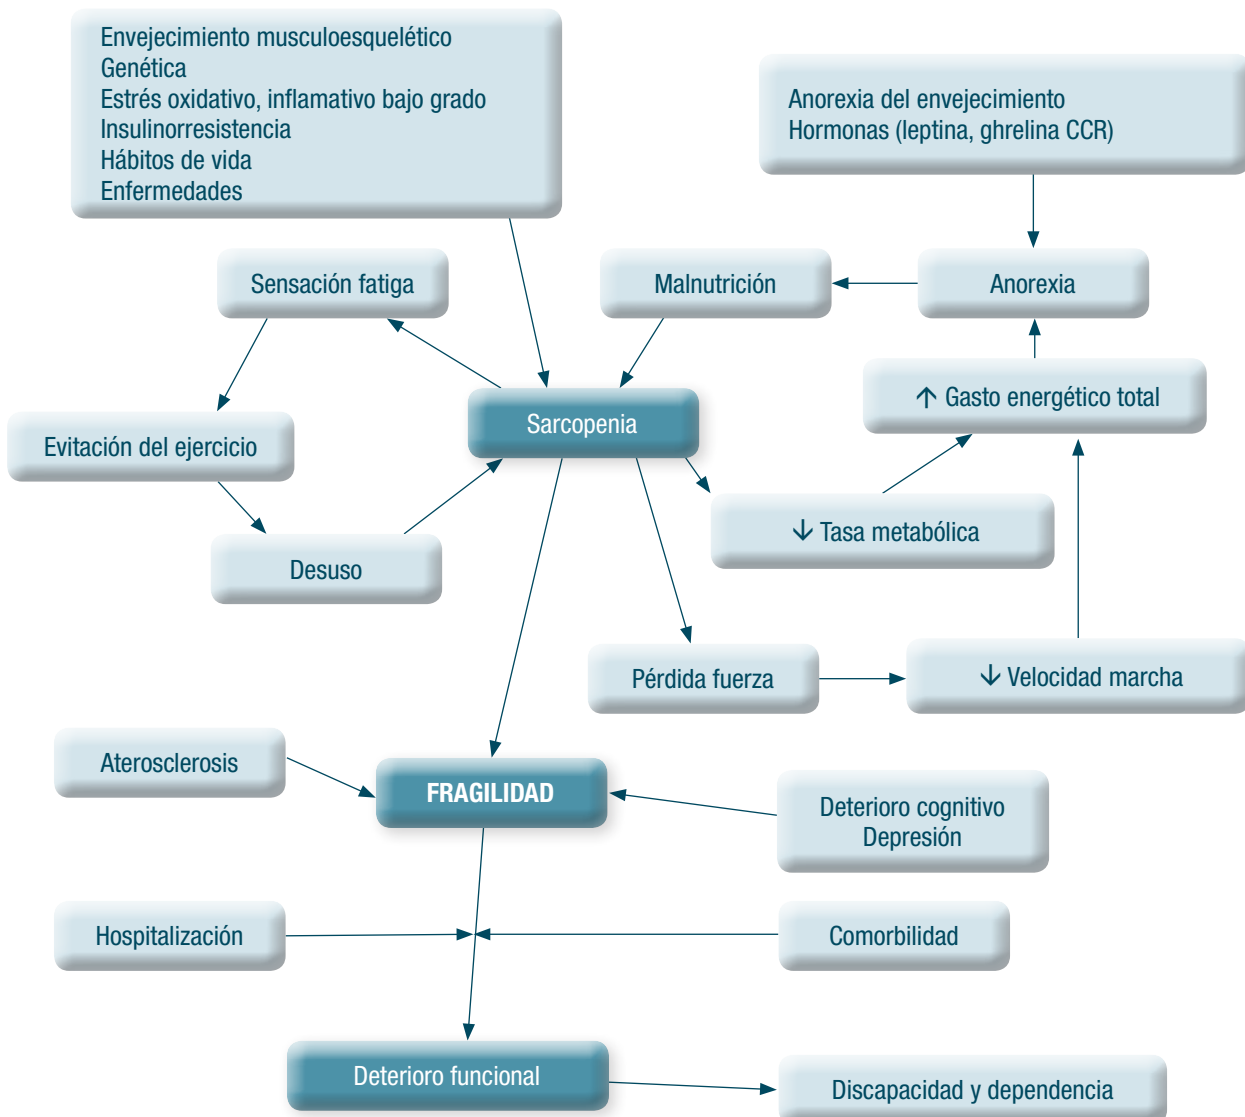 Envejecimiento musculoesquelético
Genética
Estrés oxidativo, inflamativo bajo grado
Insulinorresistencia
Hábitos de vida
Enfermedades
Anorexia del envejecimiento
Hormonas (leptina, ghrelina CCR)
Sensación fatiga
Malnutrición
Anorexia
↑ Gasto energético total
Sarcopenia
Evitación del ejercicio
↓ Tasa metabólica
Desuso
Pérdida fuerza
↓ Velocidad marcha
Aterosclerosis
FRAGILIDAD
Deterioro cognitivo
Depresión
Hospitalización
Comorbilidad
Deterioro funcional
Discapacidad y dependencia